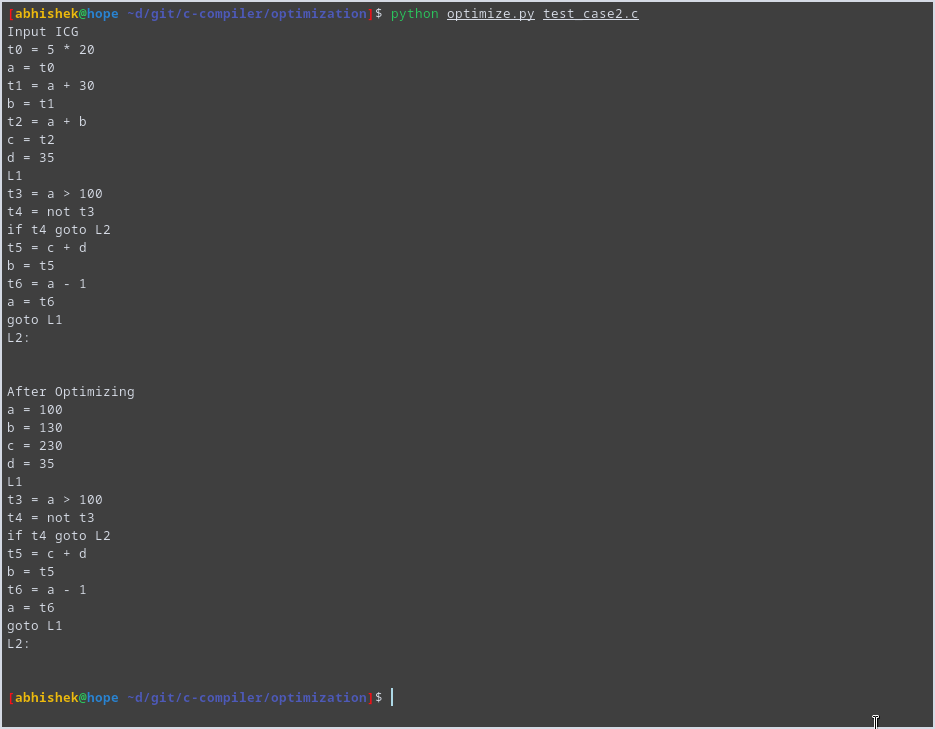 [abhishek@hope ~d/git/c-compiler/optimization]$ python optimize.py test_case2.c
Input ICG
t0 = 5 * 20
a = t0
t1 = a + 30
b = t1
t2 = a + b
c = t2
d = 35
L1
t3 = a > 100
t4 = not t3
if t4 goto L2
t5 = c + d
b = t5
t6 = a - 1
a = t6
goto L1
L2:
After Optimizing
a = 100
b = 130
c = 230
d = 35
L1
t3 = a > 100
t4 = not t3
if t4 goto L2
t5 = c + d
b = t5
t6 = a - 1
a = t6
goto L1
L2:
[abhishek@hope ~d/git/c-compiler/optimization]$